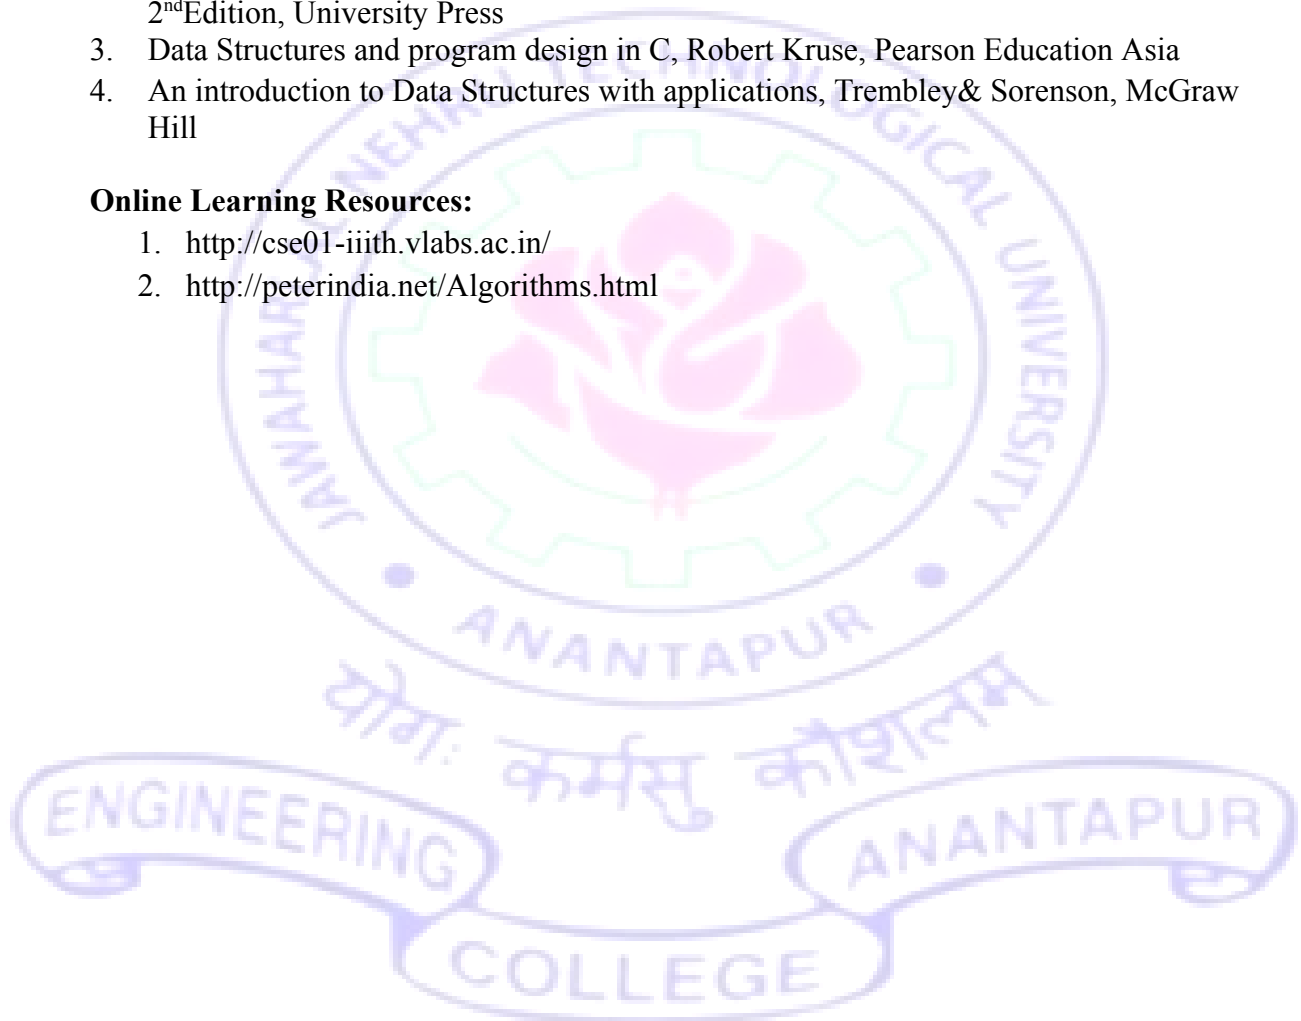 2ndEdition, University Press
3. Data Structures and program design in C, Robert Kruse, Pearson Education Asia
4. An introduction to Data Structures with applications, Trembley& Sorenson, McGraw
Hill
Online Learning Resources:
1. http://cse01-iiith.vlabs.ac.in/
2. http://peterindia.net/Algorithms.html
JAWAHARLAL NEHRU TECHNOLOGICAL UNIVERSITY
ANANTAPUR
योगः कर्मसु कौशलम
ENGINEERING
COLLEGE
ANANTAPUR